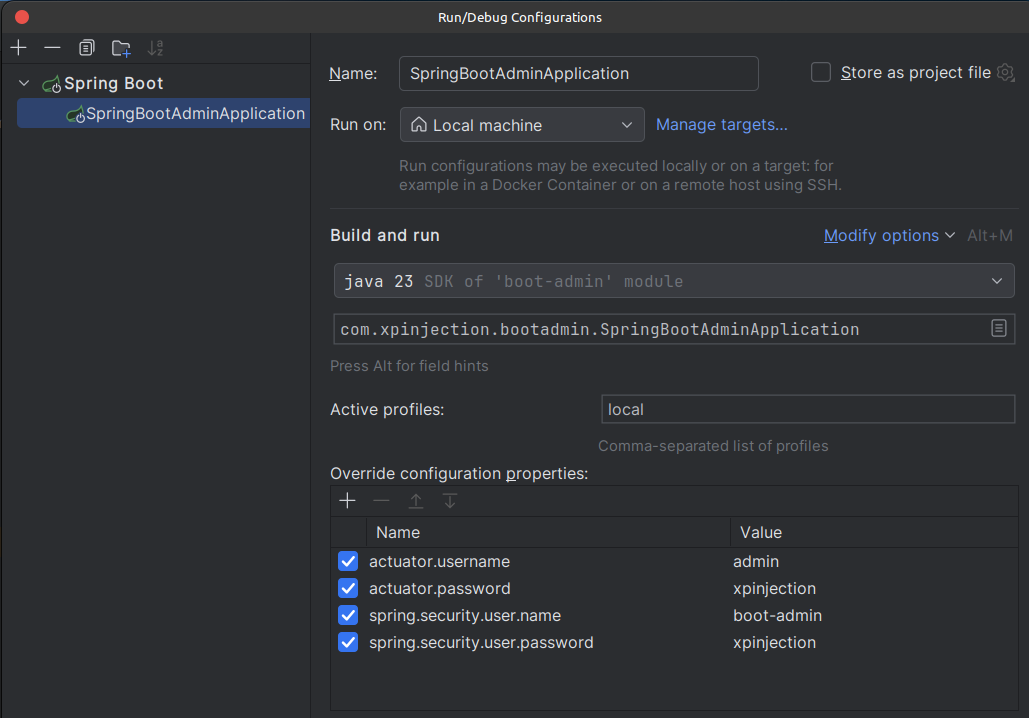 Run/Debug Configurations
Spring Boot
SpringBootAdminApplication
Name: SpringBootAdminApplication Store as project file
Run on: Local machine Manage targets...
Run configurations may be executed locally or on a target: for
example in a Docker Container or on a remote host using SSH.
Build and run Modify options Alt+M
java 23 SDK of 'boot-admin' module
com.xpinjection.bootadmin.SpringBootAdminApplication
Press Alt for field hints
Active profiles: local
Comma-separated list of profiles
Override configuration properties:
Name Value
actuator.username admin
actuator.password xpinjection
spring.security.user.name boot-admin
spring.security.user.password xpinjection